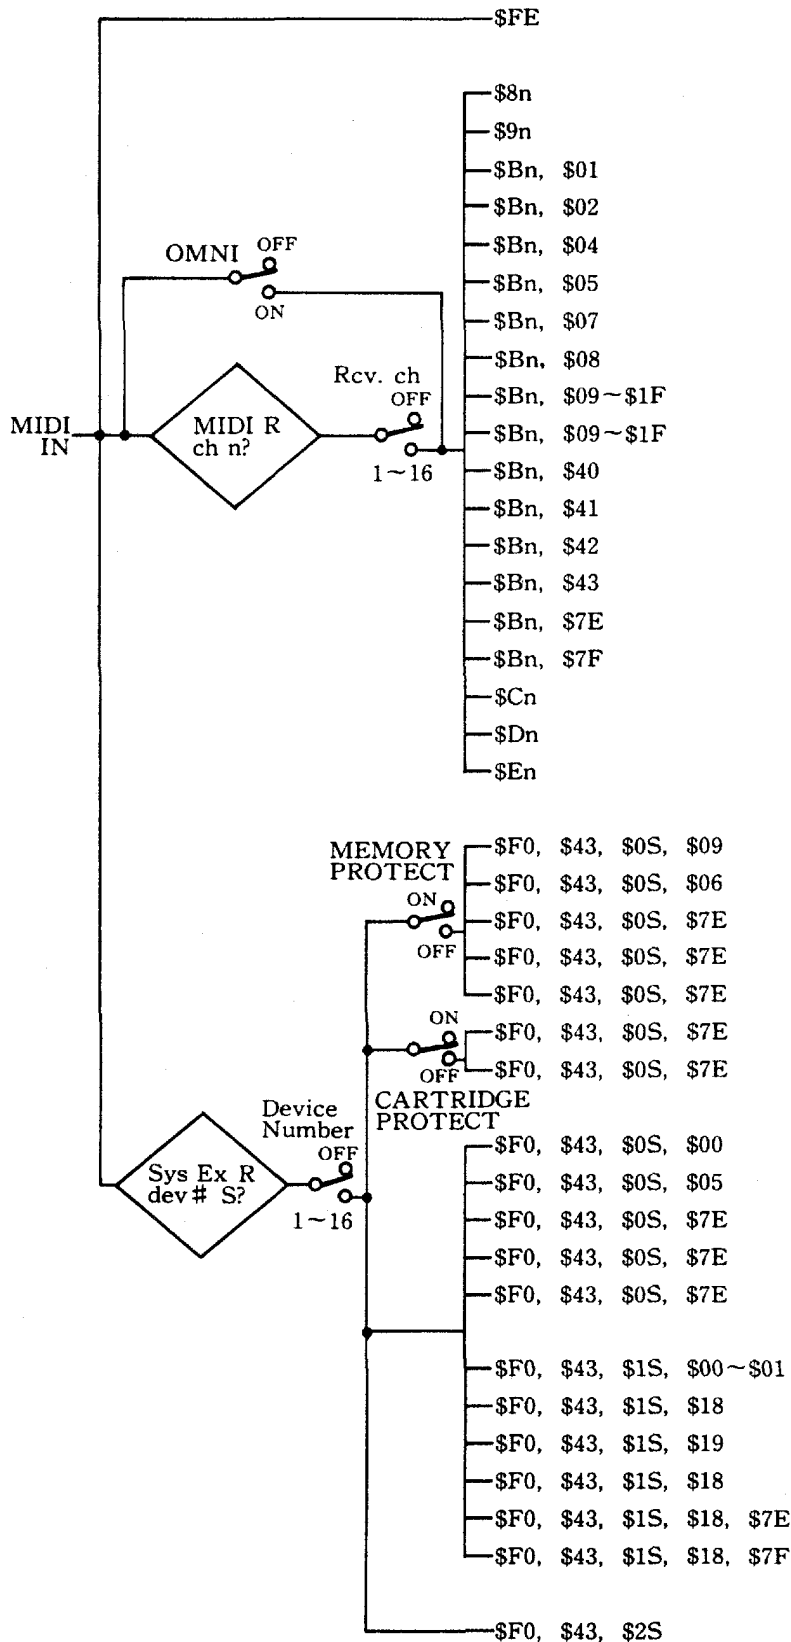 $FE
$8n
$9n
$Bn, $01
$Bn, $02
OMNI
OFF
ON
$Bn, $04
$Bn, $05
$Bn, $07
$Bn, $08
Rcv. ch
OFF
1~16
MIDI
IN
MIDI R
ch n?
$Bn, $09~$1F
$Bn, $09~$1F
$Bn, $40
$Bn, $41
$Bn, $42
$Bn, $43
$Bn, $7E
$Bn, $7F
$Cn
$Dn
$En
MEMORY
PROTECT
ON
OFF
$F0, $43, $0S, $09
$F0, $43, $0S, $06
$F0, $43, $0S, $7E
$F0, $43, $0S, $7E
$F0, $43, $0S, $7E
ON
OFF
$F0, $43, $0S, $7E
$F0, $43, $0S, $7E
CARTRIDGE
PROTECT
Device
Number
OFF
1~16
Sys Ex R
dev# S?
$F0, $43, $0S, $00
$F0, $43, $0S, $05
$F0, $43, $0S, $7E
$F0, $43, $0S, $7E
$F0, $43, $0S, $7E
$F0, $43, $1S, $00~$01
$F0, $43, $1S, $18
$F0, $43, $1S, $19
$F0, $43, $1S, $18
$F0, $43, $1S, $18, $7E
$F0, $43, $1S, $18, $7F
$F0, $43, $2S